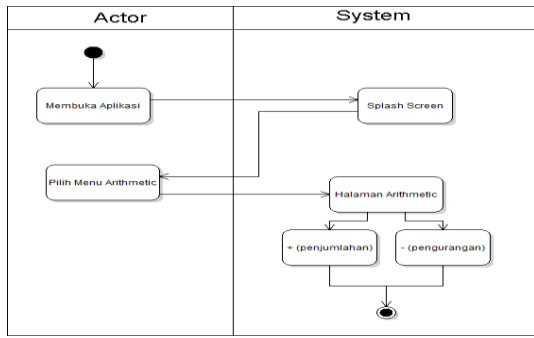 Actor
System
Membuka Aplikasi
Splash Screen
Pilih Menu Arithmetic
Halaman Arithmetic
+ (penjumlahan)
- (pengurangan)